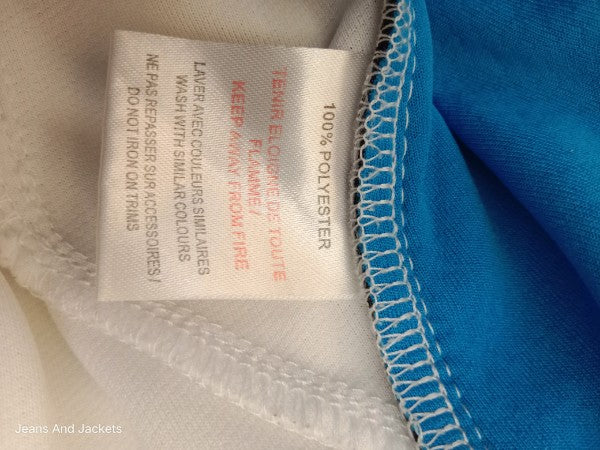 100% POLYESTER
TENIR ELOIGNE DE TOUTE
FLAMME/
KEEP AWAY FROM FIRE
LAVER AVEC COULEURS SIMILAIRES
WASH WITH SIMILAR COLOURS
NE PAS REPASSER SUR ACCESSOIRES/
DO NOT IRON ON TRIMS
Jeans And Jackets